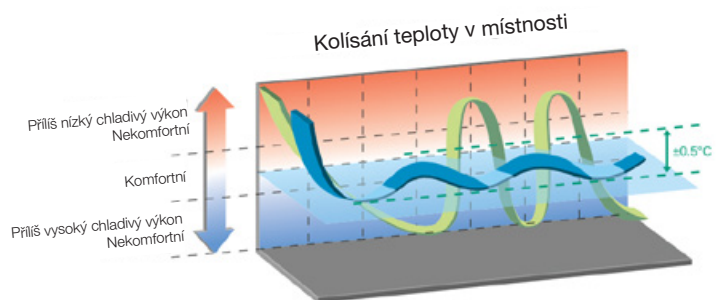 Kolísání teploty v místnosti
Příliš nízký chladivý výkon
Nekomfortní
Komfortní
Příliš vysoký chladivý výkon
Nekomfortní
±0.5°C